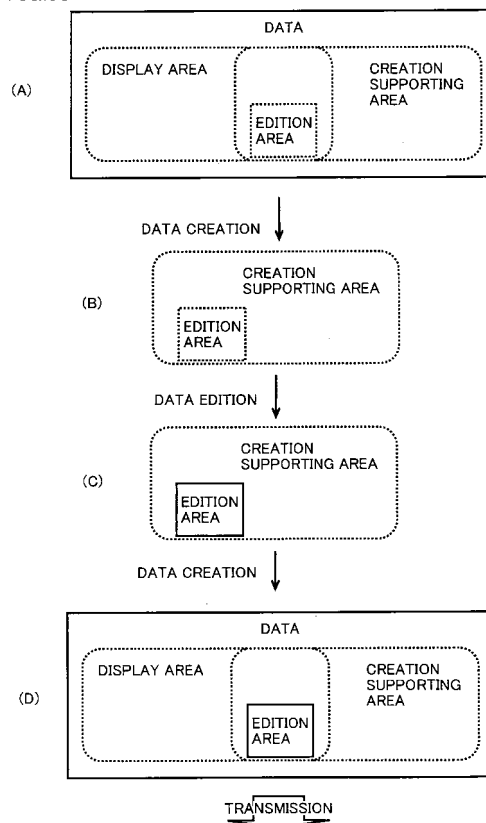 DATA
DISPLAY AREA
CREATION
SUPPORTING
AREA
(A)
EDITION
AREA
DATA CREATION
CREATION
SUPPORTING AREA
(B)
EDITION
AREA
DATA EDITION
CREATION
SUPPORTING AREA
(C)
EDITION
AREA
DATA CREATION
DATA
DISPLAY AREA
CREATION
SUPPORTING
AREA
(D)
EDITION
AREA
TRANSMISSION